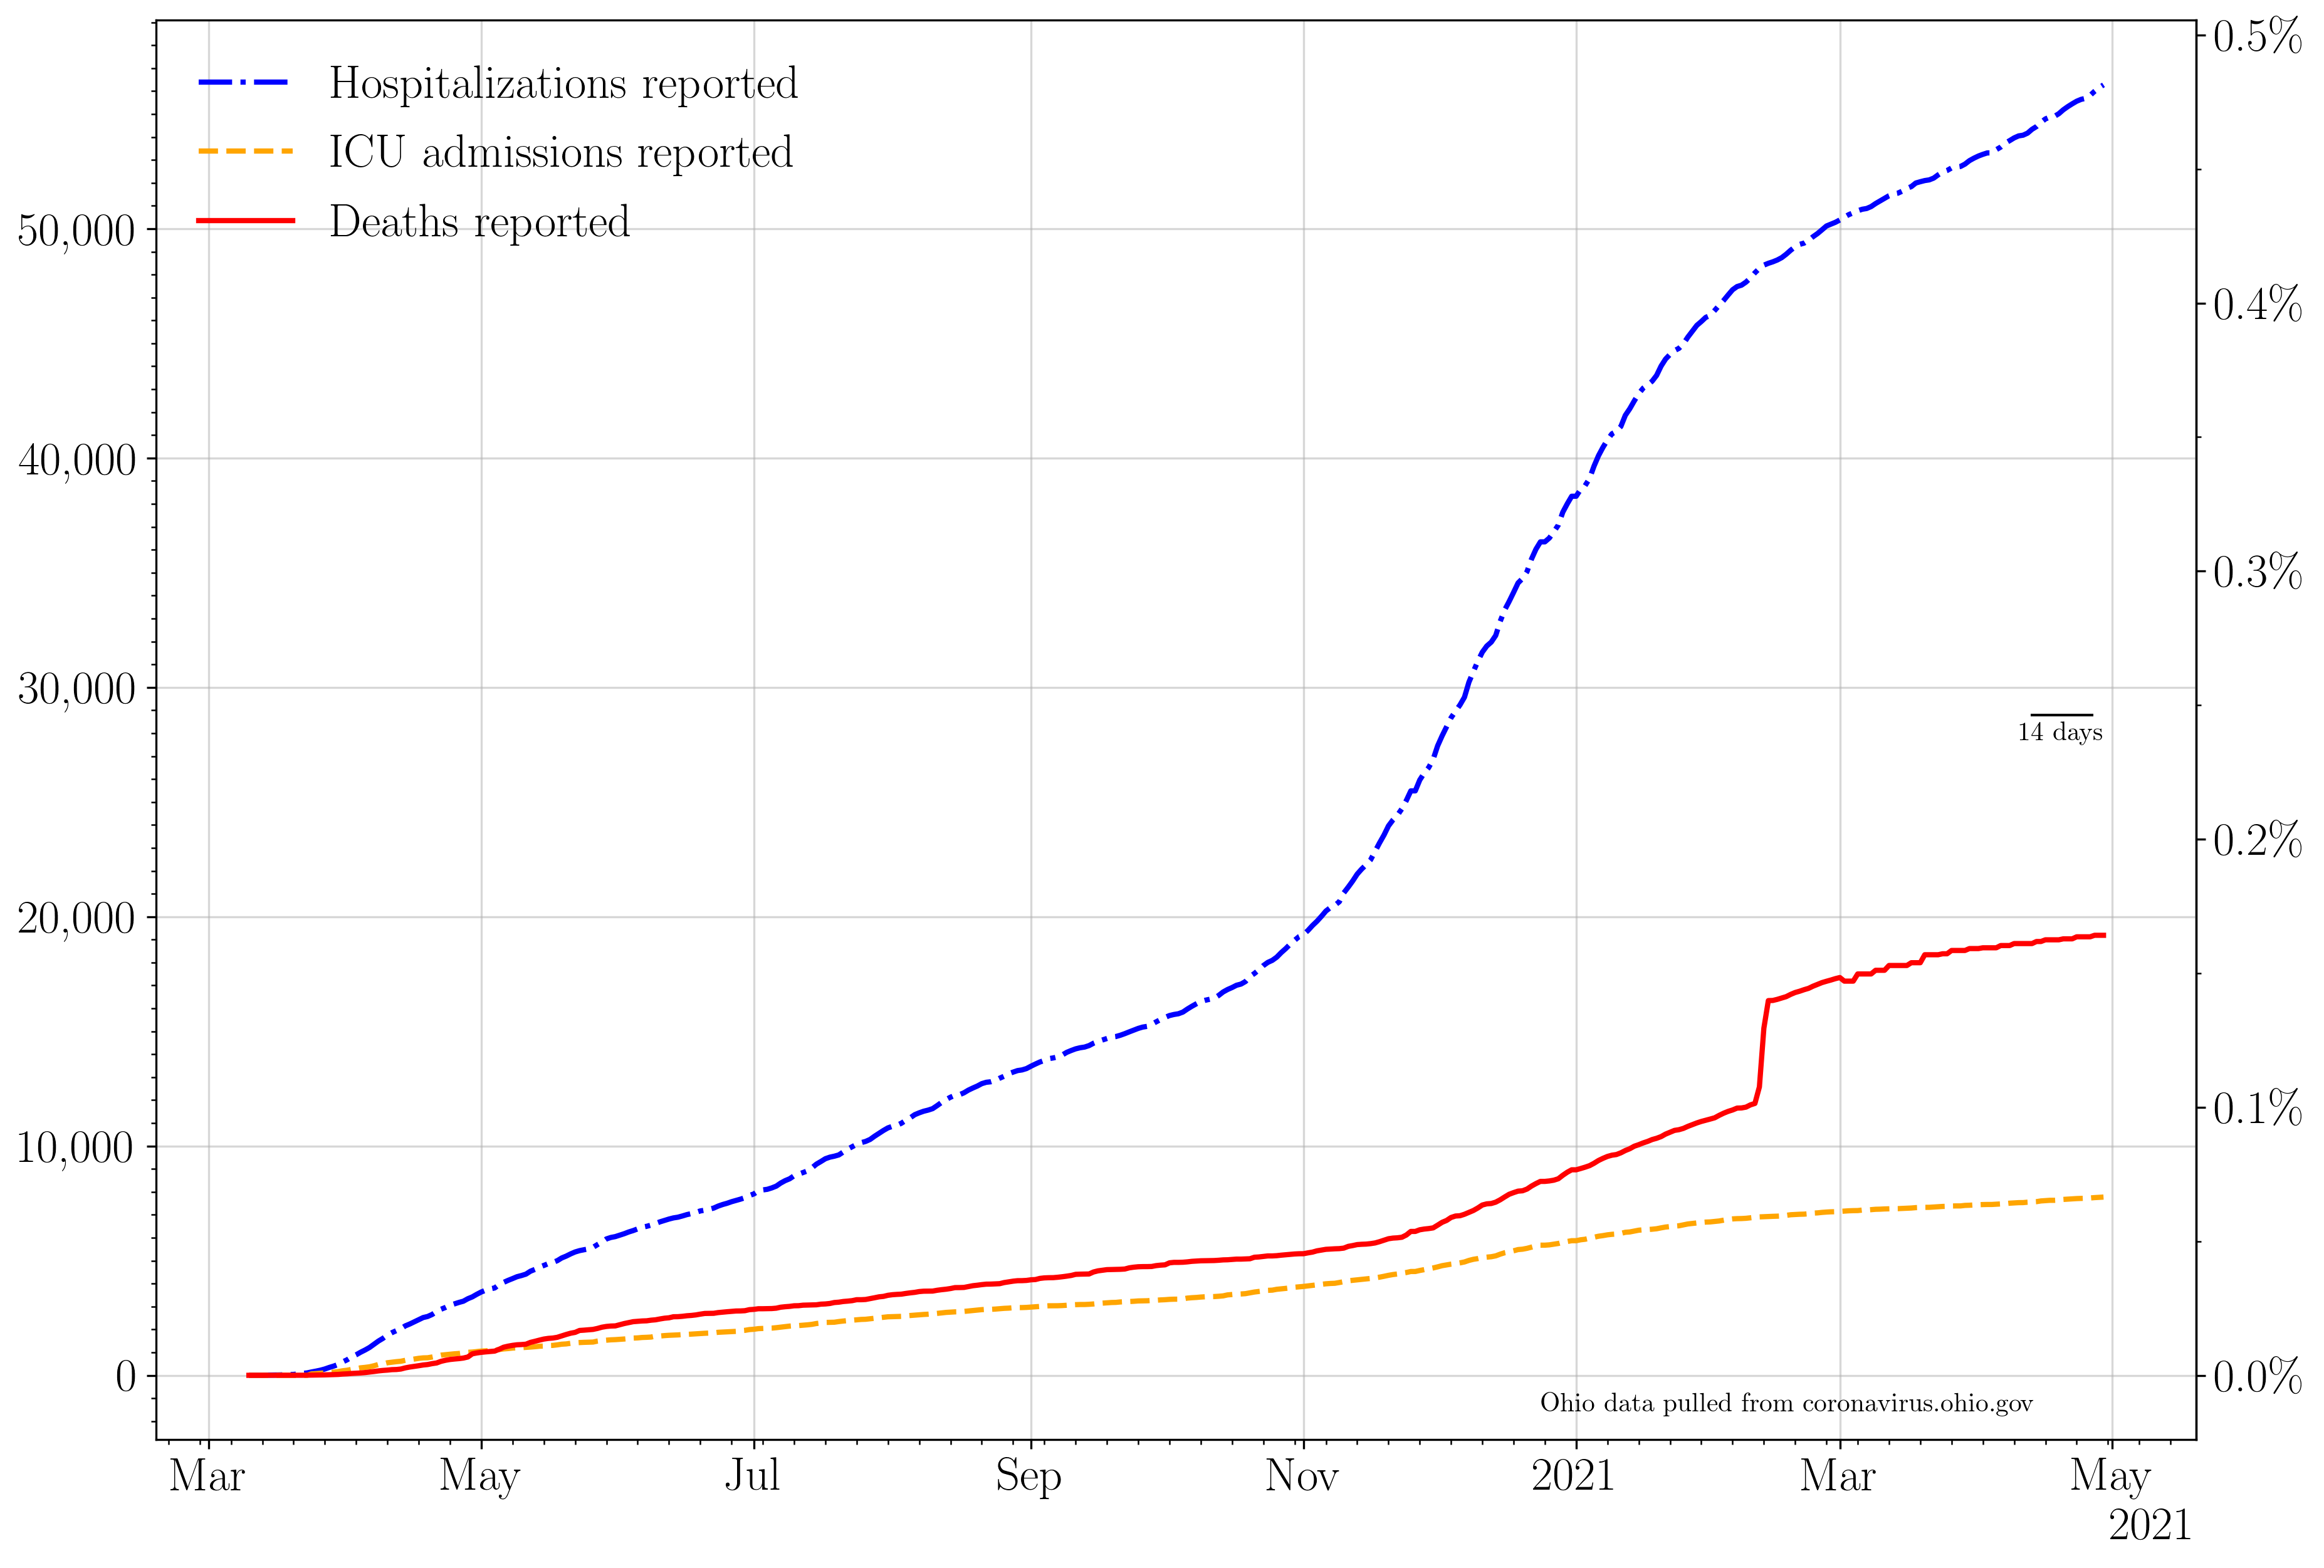 Hospitalizations reported
ICU admissions reported
Deaths reported
50,000
40,000
30,000
20,000
10,000
0
0.5%
0.4%
0.3%
0.2%
0.1%
0.0%
14 days
Ohio data pulled from coronavirus.ohio.gov
Mar May Jul Sep Nov 2021 Mar May
2021